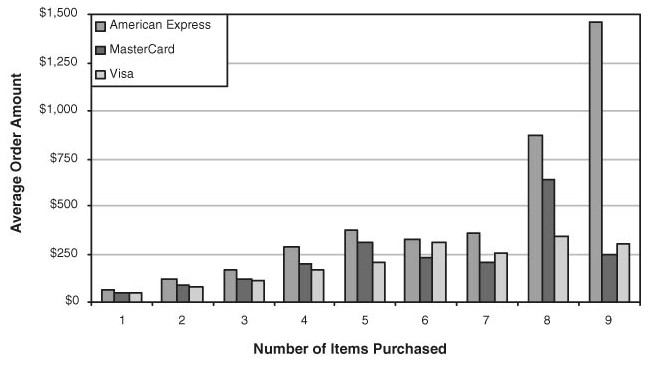 $1,500
$1,250
$1,000
$750
$500
$250
$0
Average Order Amount
American Express
MasterCard
Visa
1 2 3 4 5 6 7 8 9
Number of Items Purchased